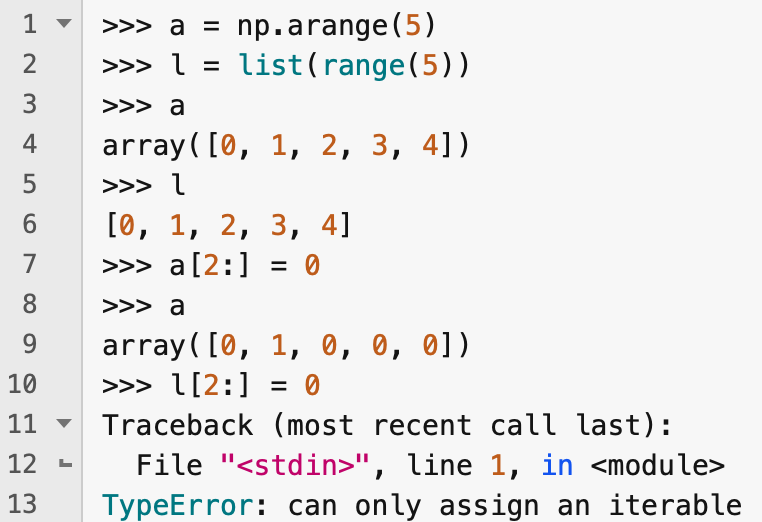 1 >>> a = np.arange(5)
2 >>> l = list(range(5))
3 >>> a
4 array([0, 1, 2, 3, 4])
5 >>> l
6 [0, 1, 2, 3, 4]
7 >>> a[2:] = 0
8 >>> a
9 array([0, 1, 0, 0, 0])
10 >>> l[2:] = 0
11 Traceback (most recent call last):
12   File "<stdin>", line 1, in <module>
13 TypeError: can only assign an iterable